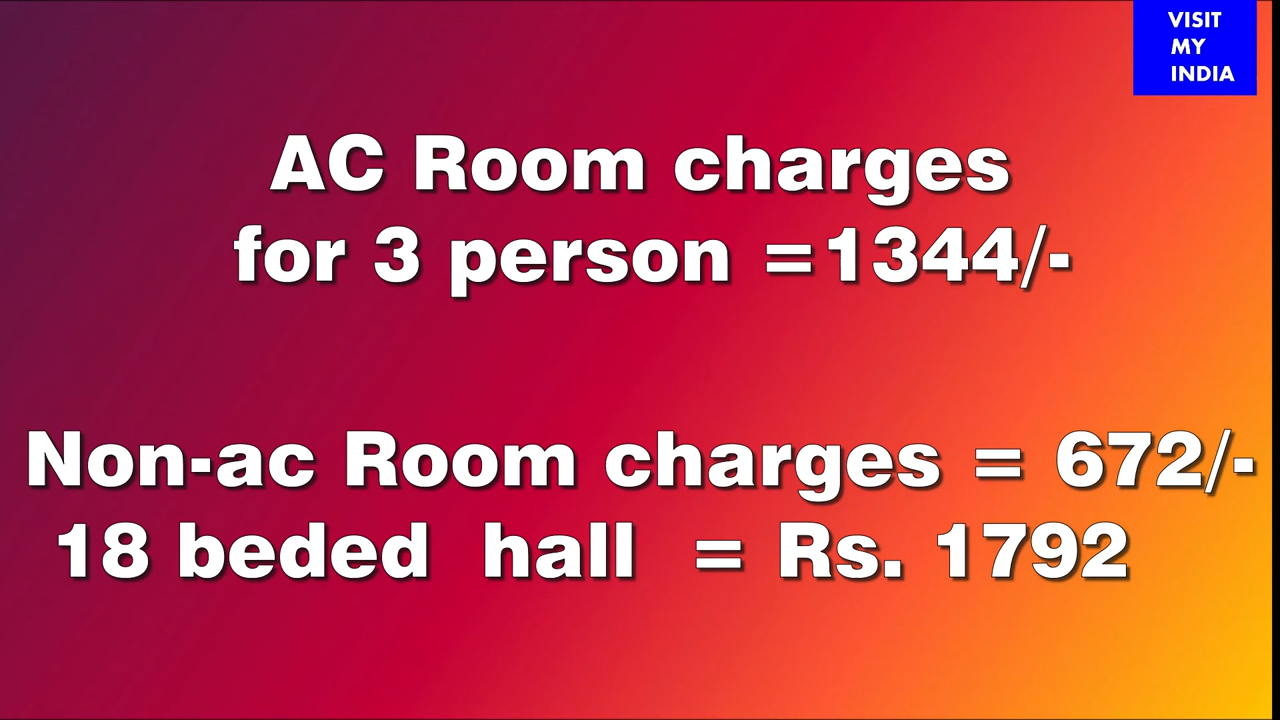 VISIT
MY
INDIA
AC Room charges
for 3 person =1344/-
Non-ac Room charges = 672/-
18 beded hall = Rs. 1792